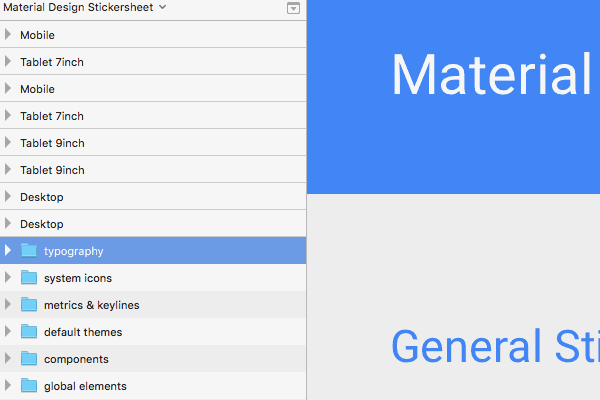 Material Design Stickersheet
Mobile
Tablet 7inch
Mobile
Tablet 7inch
Tablet 9inch
Tablet 9inch
Desktop
Desktop
typography
system icons
metrics & keylines
default themes
components
global elements
Material
General Sti